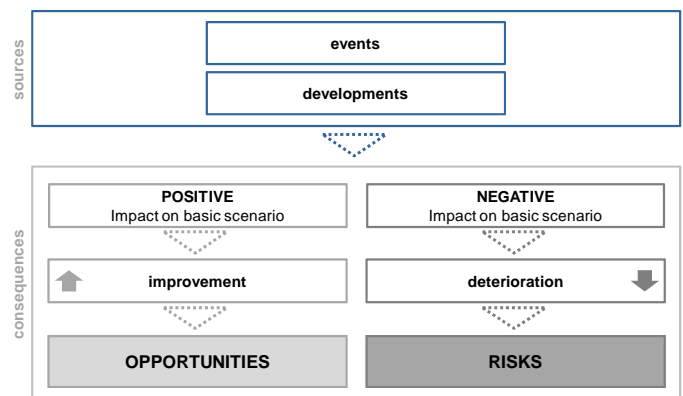 sources
events
developments
consequences
POSITIVE
Impact on basic scenario
NEGATIVE
Impact on basic scenario
improvement
deterioration
OPPORTUNITIES
RISKS